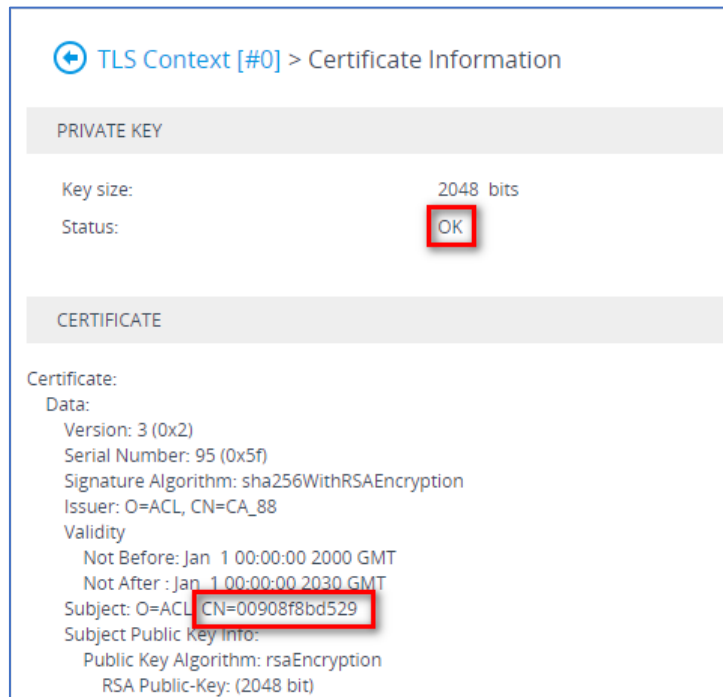 TLS Context [#0] > Certificate Information
PRIVATE KEY
Key size: 2048 bits
Status: OK
CERTIFICATE
Certificate:
Data:
Version: 3 (0x2)
Serial Number: 95 (0x5f)
Signature Algorithm: sha256WithRSAEncryption
Issuer: O=ACL, CN=CA_88
Validity
Not Before: Jan 1 00:00:00 2000 GMT
Not After : Jan 1 00:00:00 2030 GMT
Subject: O=ACL, CN=00908f8bd529
Subject Public Key Info:
Public Key Algorithm: rsaEncryption
RSA Public-Key: (2048 bit)